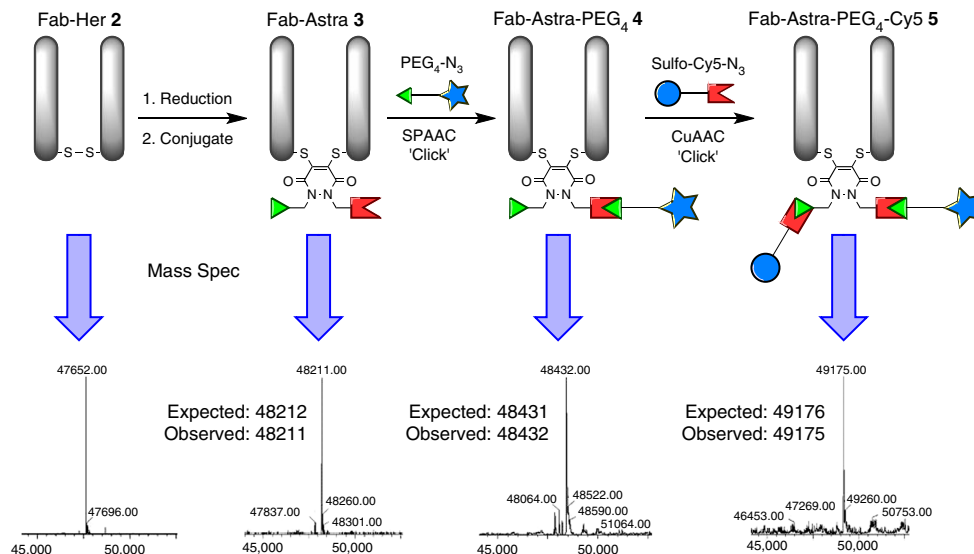 Fab-Her 2
Fab-Astra 3
Fab-Astra-PEG4 4
Fab-Astra-PEG4-Cy5 5
1. Reduction
2. Conjugate
PEG4-N3
SPAAC
'Click'
Sulfo-Cy5-N3
CuAAC
'Click'
S–S
S S
O O
N–N
S S
O O
N–N
S S
O O
N–N
Mass Spec
47652.00
47696.00
45,000 50,000
48211.00
Expected: 48212
Observed: 48211
47837.00
48260.00
48301.00
45,000 50,000
48432.00
Expected: 48431
Observed: 48432
48064.00
48522.00
48590.00
51064.00
45,000 50,000
49175.00
Expected: 49176
Observed: 49175
46453.00
47269.00
49260.00
50753.00
45,000 50,000